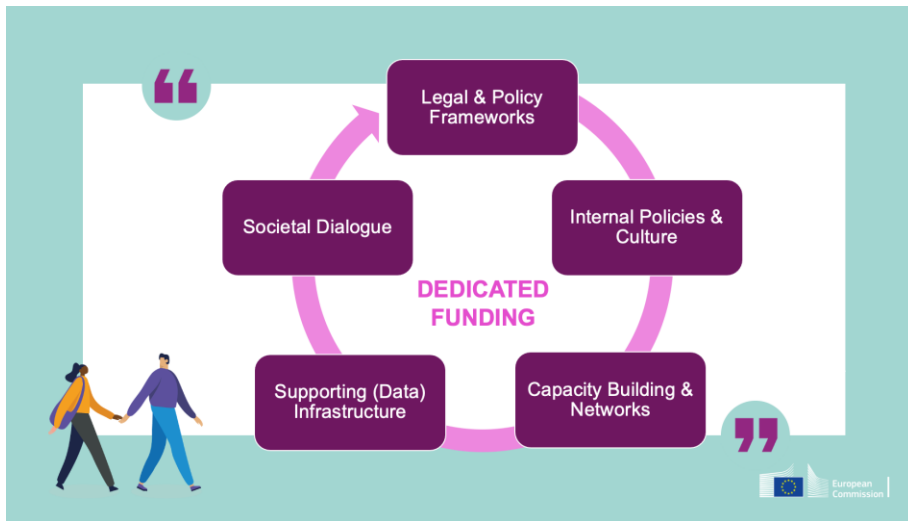 Legal & Policy
Frameworks
Internal Policies &
Culture
Capacity Building &
Networks
Supporting (Data)
Infrastructure
Societal Dialogue
DEDICATED
FUNDING
European
Commission